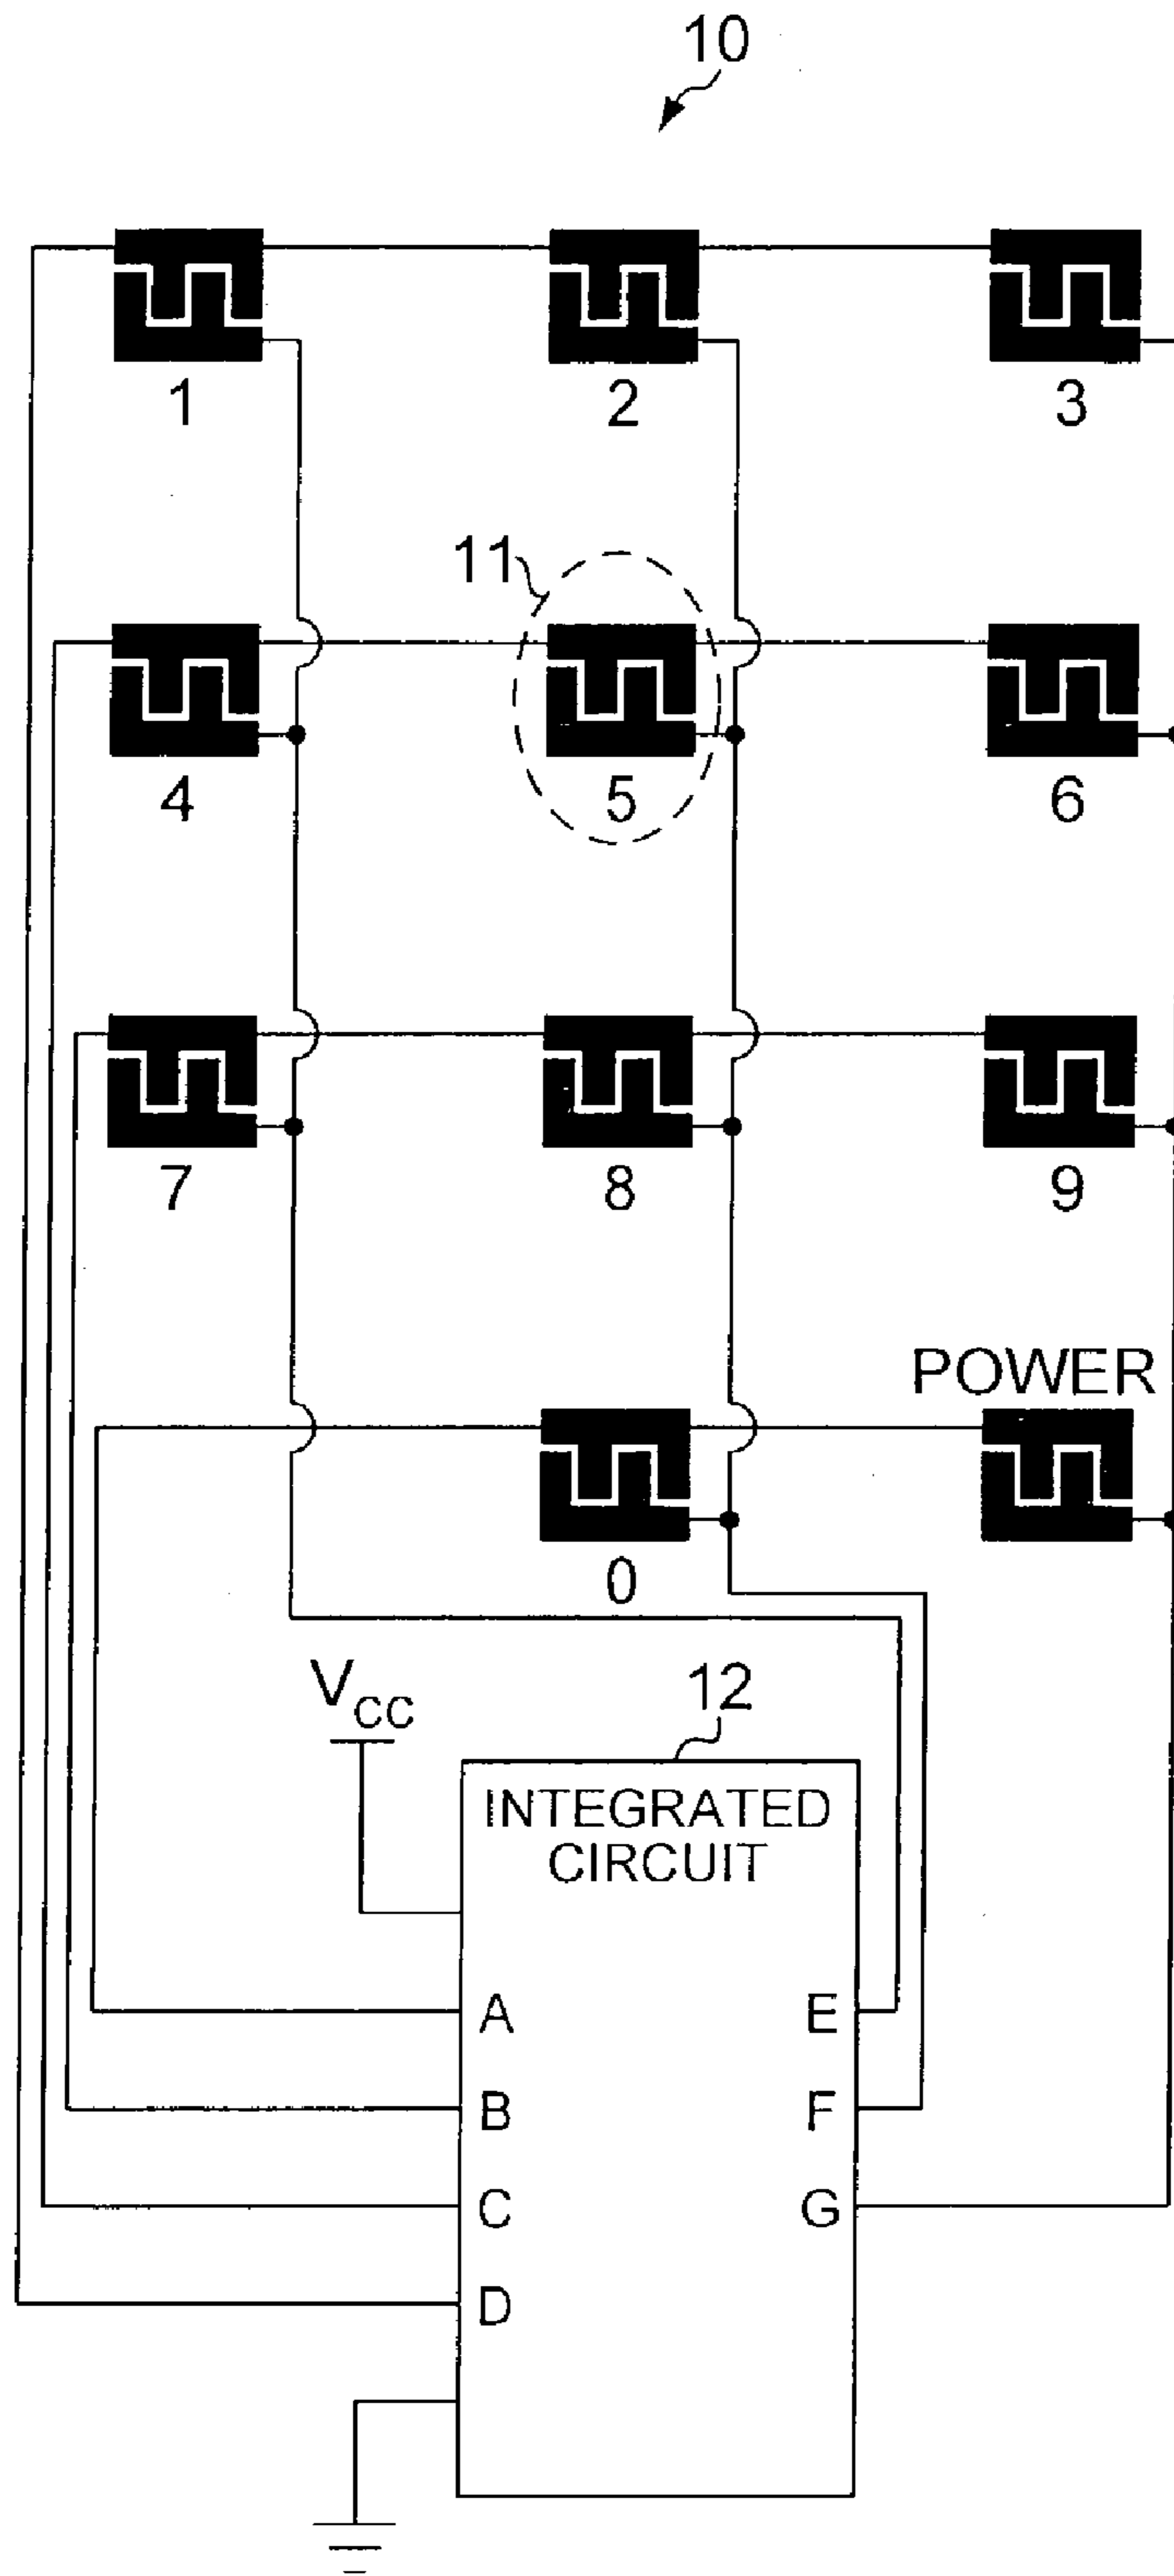 10
1 2 3
11
4 5 6
7 8 9
POWER
0
VCC
12
INTEGRATED
CIRCUIT
A E
B F
C G
D